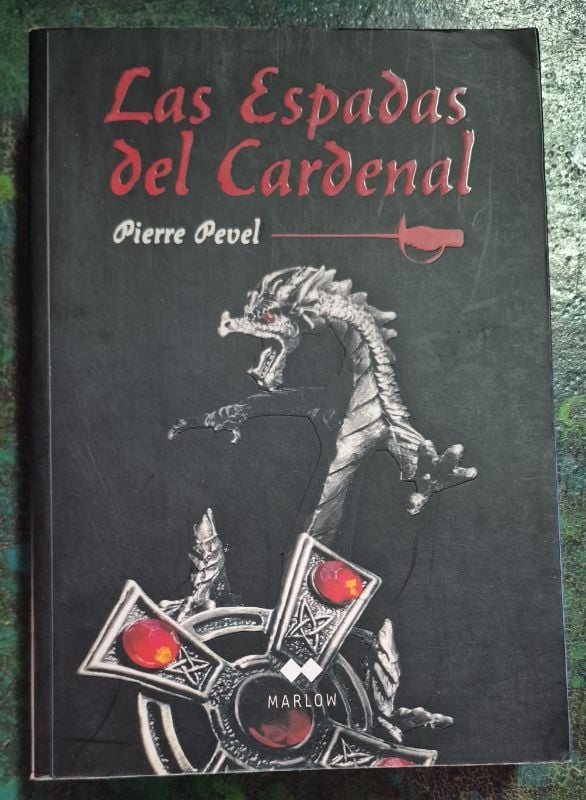 Las Espadas
del Cardenal
Pierre Pevel
MARLOW